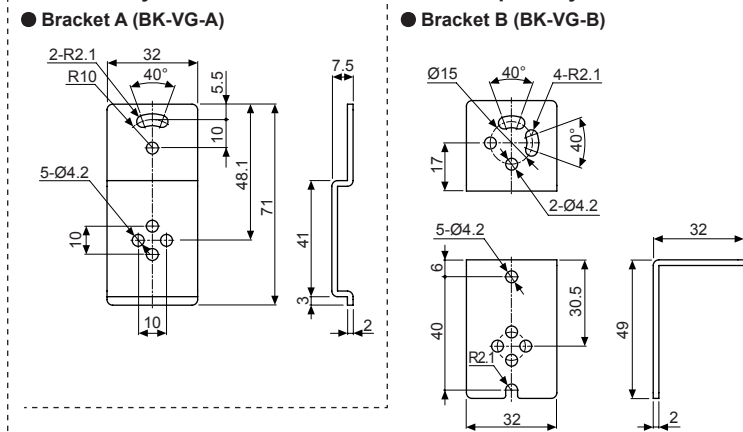 ● Bracket A (BK-VG-A)
32
2-R2.1
R10
40°
5.5
10
48.1
71
5-Ø4.2
10
10
7.5
41
3
2
● Bracket B (BK-VG-B)
Ø15
40°
4-R2.1
40°
17
2-Ø4.2
5-Ø4.2
6
40
30.5
R2.1
32
32
49
2